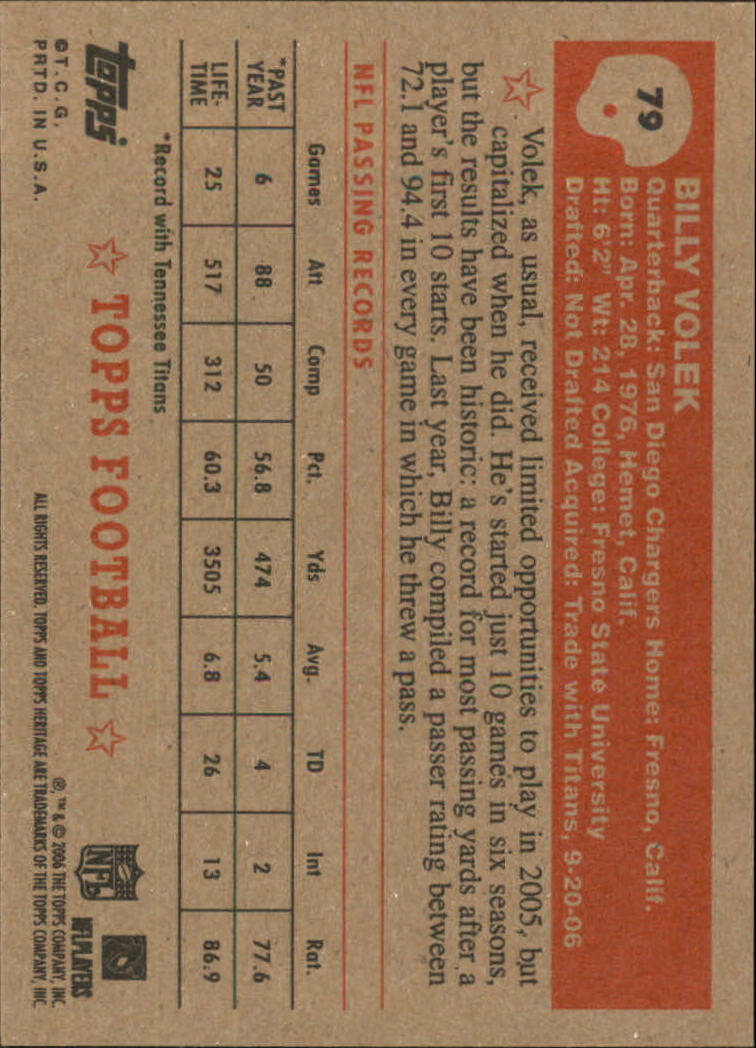 79
BILLY VOLEK
Quarterback: San Diego Chargers Home: Fresno, Calif.
Born: Apr. 28, 1976, Hemet, Calif.
Ht: 6'2" Wt: 214 College: Fresno State University
Drafted: Not Drafted Acquired: Trade with Titans, 9-20-06
Volek, as usual, received limited opportunities to play in 2005, but
capitalized when he did. He's started just 10 games in six seasons,
but the results have been historic: a record for most passing yards after a
player's first 10 starts. Last year, Billy compiled a passer rating between
72.1 and 94.4 in every game in which he threw a pass.
NFL PASSING RECORDS
Games Att Comp Pct. Yds Avg. TD Int Rat.
*PAST YEAR 6 88 50 56.8 474 5.4 4 2 77.6
LIFE-TIME 25 517 312 60.3 3505 6.8 26 13 86.9
*Record with Tennessee Titans
topps
©T.C.G.
PRTD. IN U.S.A.
TOPPS FOOTBALL
NFL
NFLPLAYERS
®, ™ & © 2006 THE TOPPS COMPANY, INC.
ALL RIGHTS RESERVED. TOPPS AND TOPPS HERITAGE ARE TRADEMARKS OF THE TOPPS COMPANY, INC.